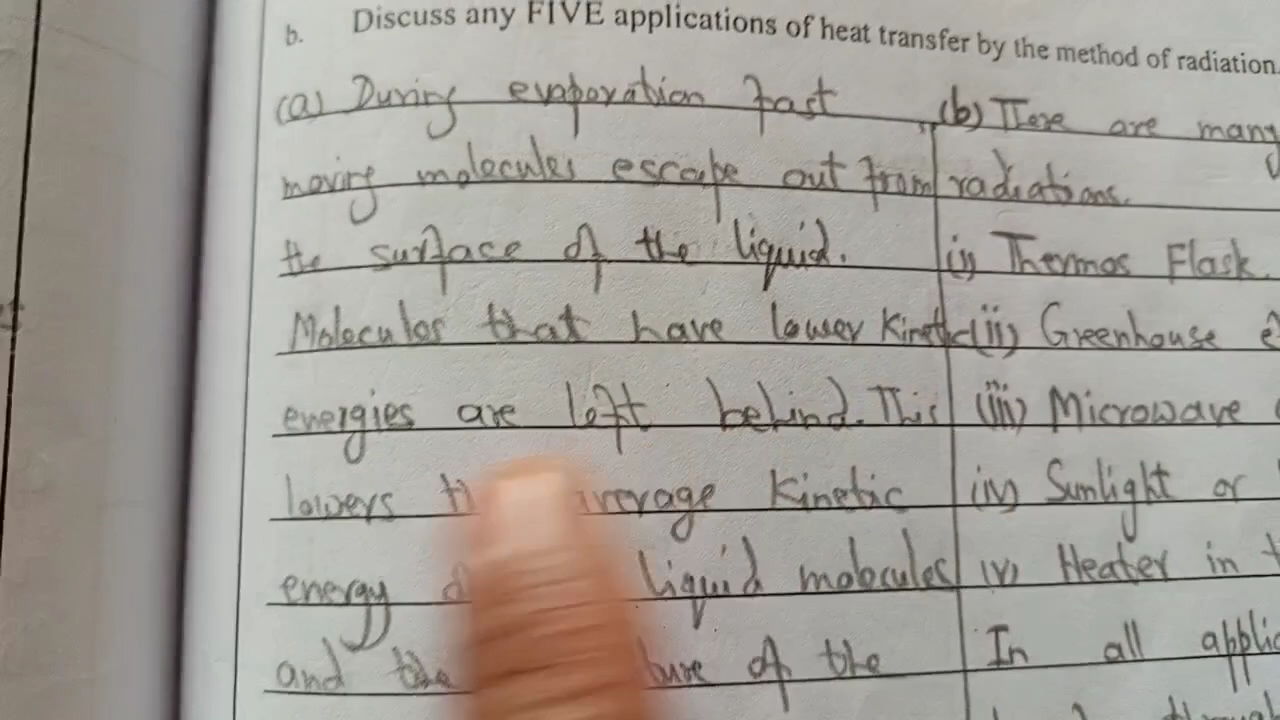 b. Discuss any FIVE applications of heat transfer by the method of radiation.
(a) During evaporation fast
moving molecules escape out from
the surface of the liquid.
Molecules that have lower Kinetic
energies are left behind. This
lowers average Kinetic
energy liquid molecules
and the of the
(b) There are many
radiations.
(i) Thermos Flask.
(ii) Greenhouse
(iii) Microwave
(iv) Sunlight or
(v) Heater in
In all